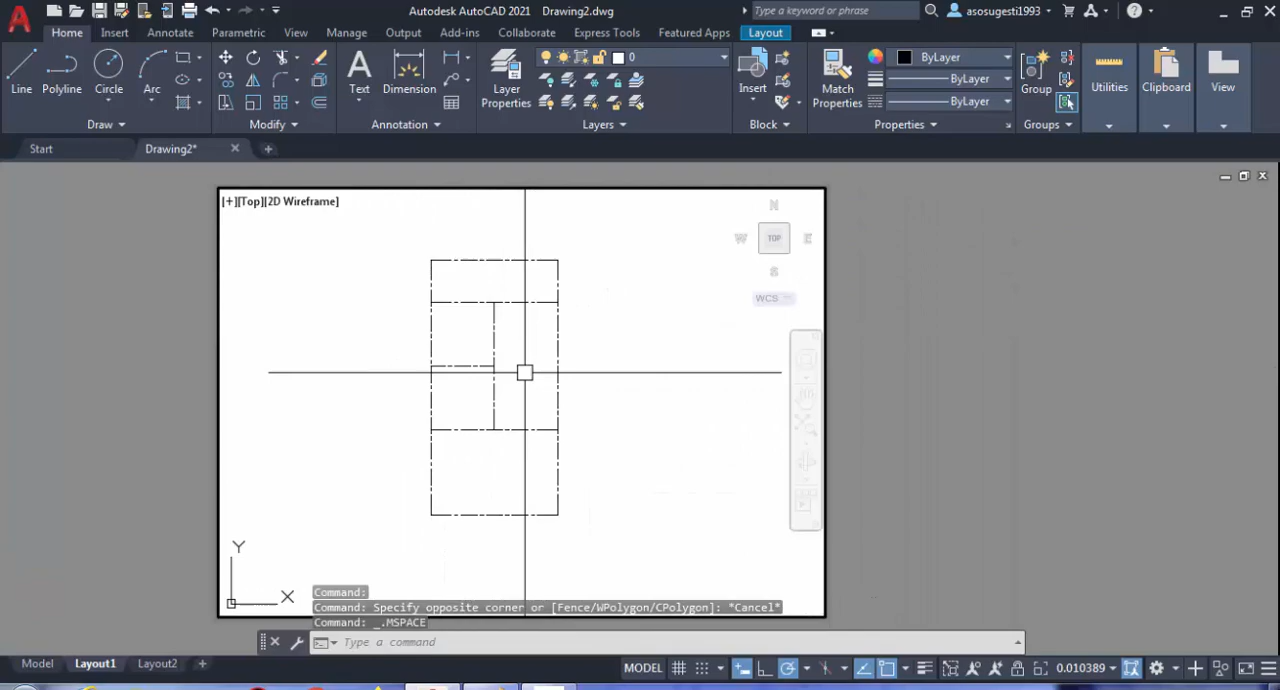 Autodesk AutoCAD 2021 Drawing2.dwg
Type a keyword or phrase
asosugesti1993
Home Insert Annotate Parametric View Manage Output Add-ins Collaborate Express Tools Featured Apps Layout
Line Polyline Circle Arc
Text Dimension
Layer Properties
0
Insert
Match Properties
ByLayer
ByLayer
ByLayer
Group
Utilities
Clipboard
View
Draw Modify Annotation Layers Block Properties Groups
Start Drawing2*
[+][Top][2D Wireframe]
N
W TOP E
S
WCS
Y
X
Command:
Command: Specify opposite corner or [Fence/WPolygon/CPolygon]: *Cancel*
Command: _.MSPACE
Type a command
Model Layout1 Layout2 +
MODEL
0.010389